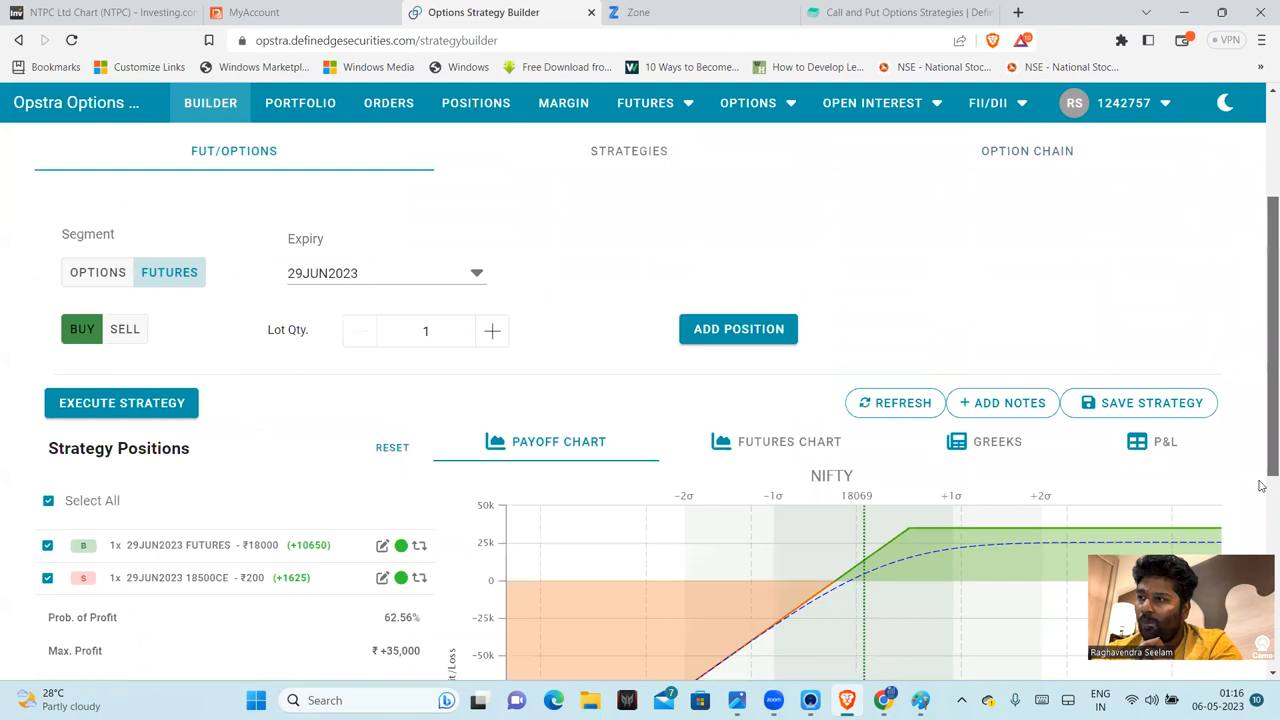 NTPC Ltd Chart (NTPC) - Investing.co
MyAccount
Options Strategy Builder
Zone
Call and Put Options Strategies | Defi
opstra.definedgesecurities.com/strategybuilder
VPN
Bookmarks
Customize Links
Windows Marketpl...
Windows Media
Windows
Free Download fro...
10 Ways to Become...
How to Develop Le...
NSE - National Stoc...
NSE - National Stoc...
»
Opstra Options ...
BUILDER
PORTFOLIO
ORDERS
POSITIONS
MARGIN
FUTURES
OPTIONS
OPEN INTEREST
FII/DII
RS
1242757
FUT/OPTIONS
STRATEGIES
OPTION CHAIN
Segment
Expiry
OPTIONS
FUTURES
29JUN2023
BUY
SELL
Lot Qty.
1
ADD POSITION
EXECUTE STRATEGY
REFRESH
+ ADD NOTES
SAVE STRATEGY
Strategy Positions
RESET
PAYOFF CHART
FUTURES CHART
GREEKS
P&L
NIFTY
-2σ
-1σ
18069
+1σ
+2σ
Select All
50k
25k
0
-25k
-50k
it/Loss
B
1x 29JUN2023 FUTURES - ₹18000 (+10650)
S
1x 29JUN2023 18500CE - ₹200 (+1625)
Prob. of Profit
62.56%
Max. Profit
₹ +35,000
Raghavendra Seelam
28°C
Partly cloudy
Search
7
zoom
ENG
IN
01:16
06-05-2023
10